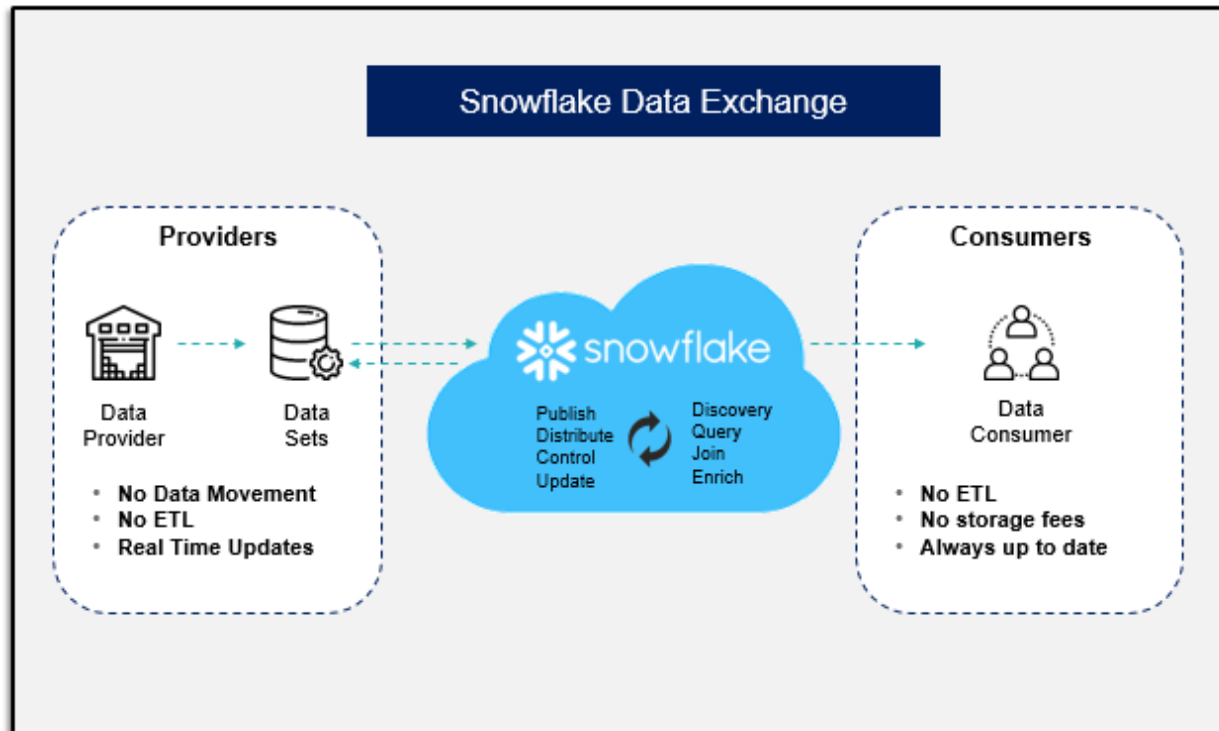 Snowflake Data Exchange
Providers
Data
Provider
Data
Sets
• No Data Movement
• No ETL
• Real Time Updates
snowflake
Publish
Distribute
Control
Update
Discovery
Query
Join
Enrich
Consumers
Data
Consumer
• No ETL
• No storage fees
• Always up to date